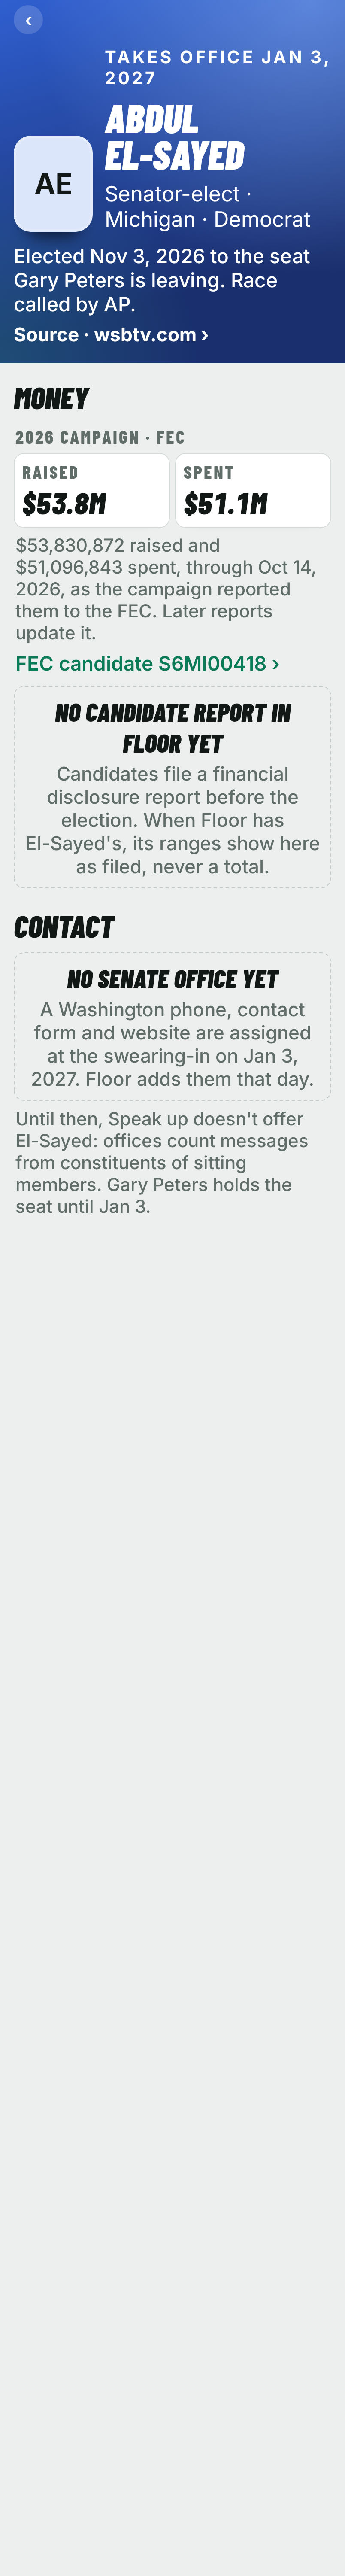 ‹
TAKES OFFICE JAN 3,
2027
ABDUL
EL-SAYED
AE
Senator-elect ·
Michigan · Democrat
Elected Nov 3, 2026 to the seat
Gary Peters is leaving. Race
called by AP.
Source · wsbtv.com ›
MONEY
2026 CAMPAIGN · FEC
RAISED
$53.8M
SPENT
$51.1M
$53,830,872 raised and
$51,096,843 spent, through Oct 14,
2026, as the campaign reported
them to the FEC. Later reports
update it.
FEC candidate S6MI00418 ›
NO CANDIDATE REPORT IN
FLOOR YET
Candidates file a financial
disclosure report before the
election. When Floor has
El-Sayed's, its ranges show here
as filed, never a total.
CONTACT
NO SENATE OFFICE YET
A Washington phone, contact
form and website are assigned
at the swearing-in on Jan 3,
2027. Floor adds them that day.
Until then, Speak up doesn't offer
El-Sayed: offices count messages
from constituents of sitting
members. Gary Peters holds the
seat until Jan 3.